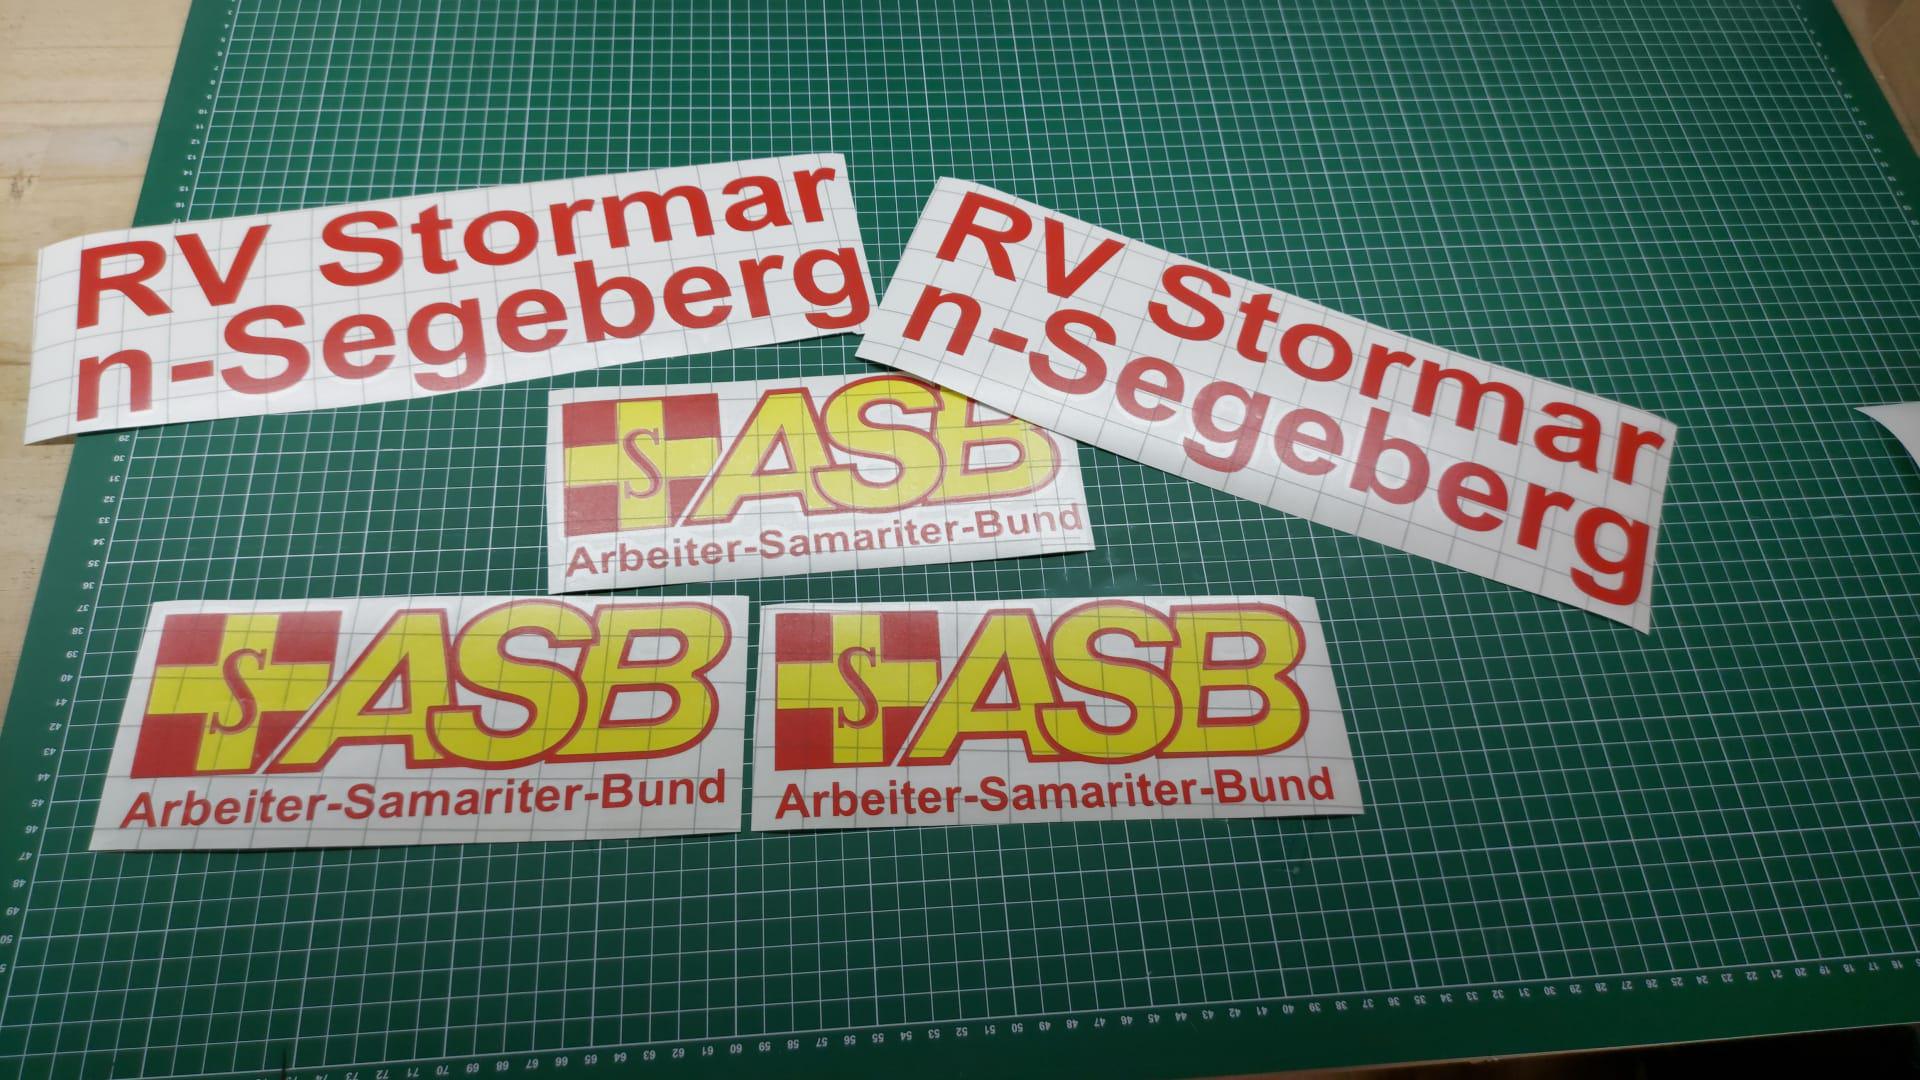 RV Stormar
n-Segeberg
RV Stormar
n-Segeberg
S ASB
Arbeiter-Samariter-Bund
S ASB
Arbeiter-Samariter-Bund
S ASB
Arbeiter-Samariter-Bund